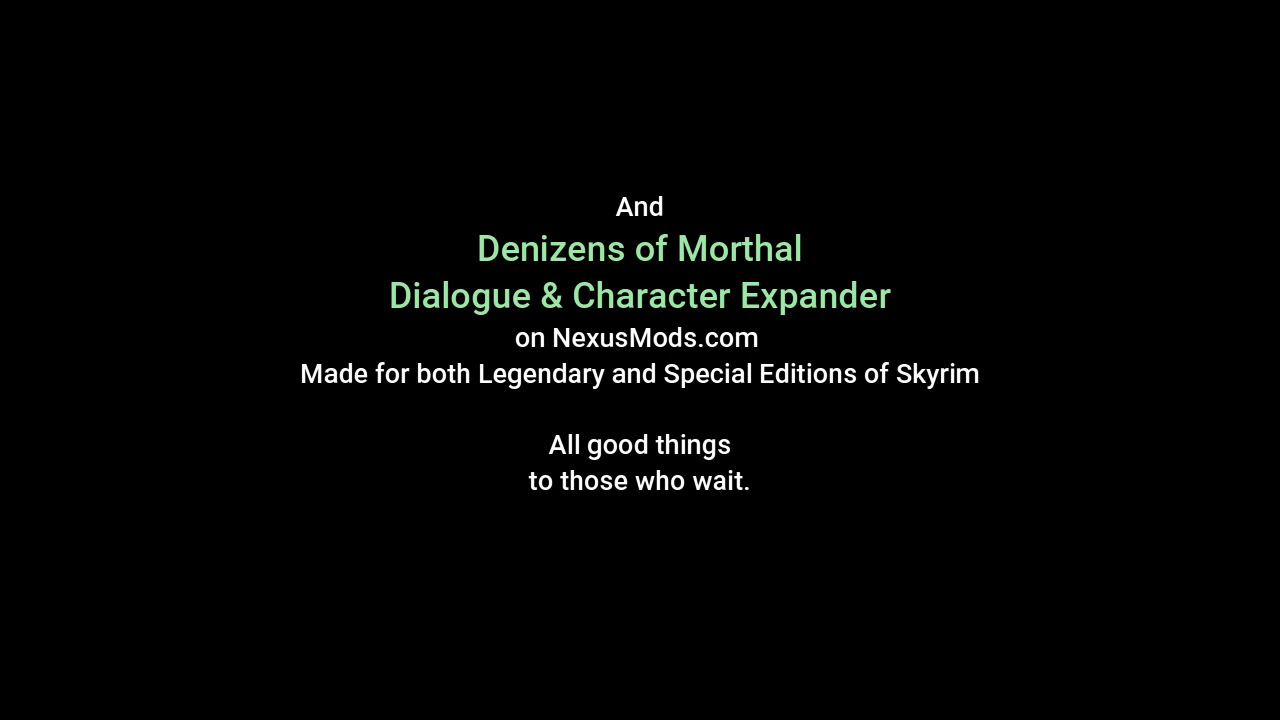 And
Denizens of Morthal
Dialogue & Character Expander
on NexusMods.com
Made for both Legendary and Special Editions of Skyrim
All good things
to those who wait.